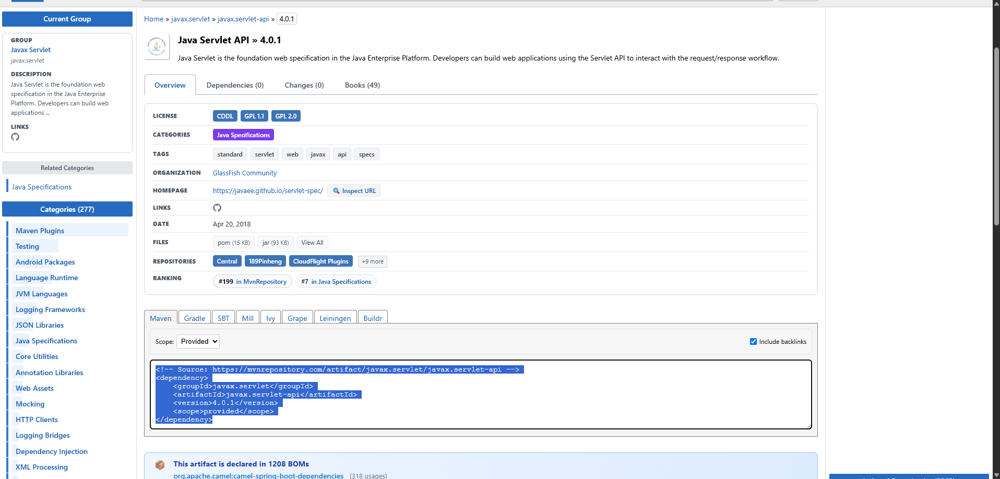 Current Group
GROUP
Javax Servlet
javax.servlet
DESCRIPTION
Java Servlet is the foundation web
specification in the Java Enterprise
Platform. Developers can build web
applications ...
LINKS
Related Categories
Java Specifications
Categories (277)
Maven Plugins
Testing
Android Packages
Language Runtime
JVM Languages
Logging Frameworks
JSON Libraries
Java Specifications
Core Utilities
Annotation Libraries
Web Assets
Mocking
HTTP Clients
Logging Bridges
Dependency Injection
XML Processing
Home » javax.servlet » javax.servlet-api » 4.0.1
Java Servlet API » 4.0.1
Java Servlet is the foundation web specification in the Java Enterprise Platform. Developers can build web applications using the Servlet API to interact with the request/response workflow.
Overview Dependencies (0) Changes (0) Books (49)
LICENSE CDDL GPL 1.1 GPL 2.0
CATEGORIES Java Specifications
TAGS standard servlet web javax api specs
ORGANIZATION GlassFish Community
HOMEPAGE https://javaee.github.io/servlet-spec/ Inspect URL
LINKS
DATE Apr 20, 2018
FILES pom (15 KB) jar (93 KB) View All
REPOSITORIES Central 189Pinheng CloudFlight Plugins +9 more
RANKING #199 in MvnRepository #7 in Java Specifications
Maven Gradle SBT Mill Ivy Grape Leiningen Buildr
Scope: Provided Include backlinks
<!-- Source: https://mvnrepository.com/artifact/javax.servlet/javax.servlet-api -->
<dependency>
    <groupId>javax.servlet</groupId>
    <artifactId>javax.servlet-api</artifactId>
    <version>4.0.1</version>
    <scope>provided</scope>
</dependency>
This artifact is declared in 1208 BOMs
org.apache.camel:camel-spring-boot-dependencies (318 usages)